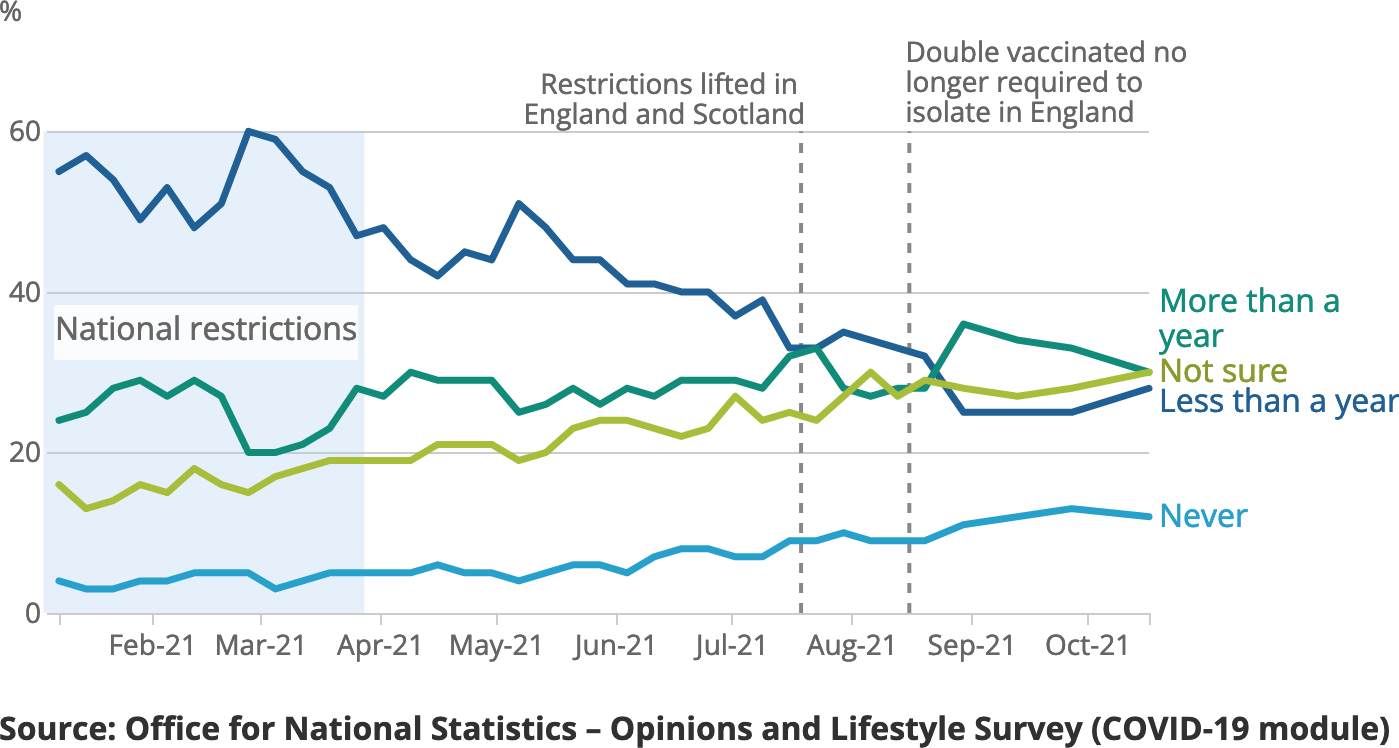 %
Restrictions lifted in
England and Scotland
Double vaccinated no
longer required to
isolate in England
60
40
20
0
National restrictions
More than a
year
Not sure
Less than a year
Never
Feb-21 Mar-21 Apr-21 May-21 Jun-21 Jul-21 Aug-21 Sep-21 Oct-21
Source: Office for National Statistics – Opinions and Lifestyle Survey (COVID-19 module)